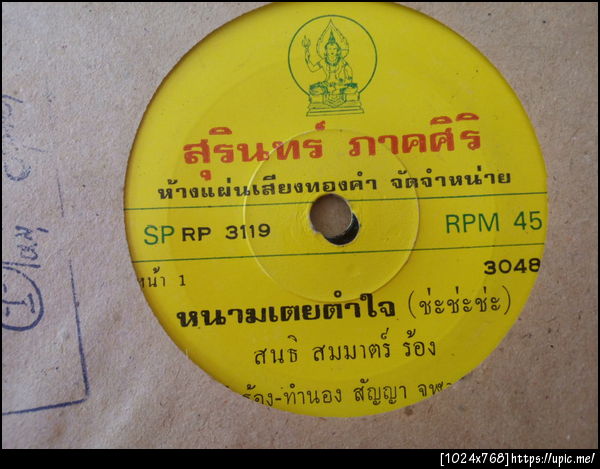 สุรินทร์ ภาคศิริ
ห้างแผ่นเสียงทองคำ จัดจำหน่าย
SP RP 3119 RPM 45
หน้า 1 3048
หนามเตยตำใจ (ช่ะช่ะช่ะ)
สนธิ สมมาตร์ ร้อง
ร้อง-ทำนอง สัญญา
[1024x768]https://upic.me/